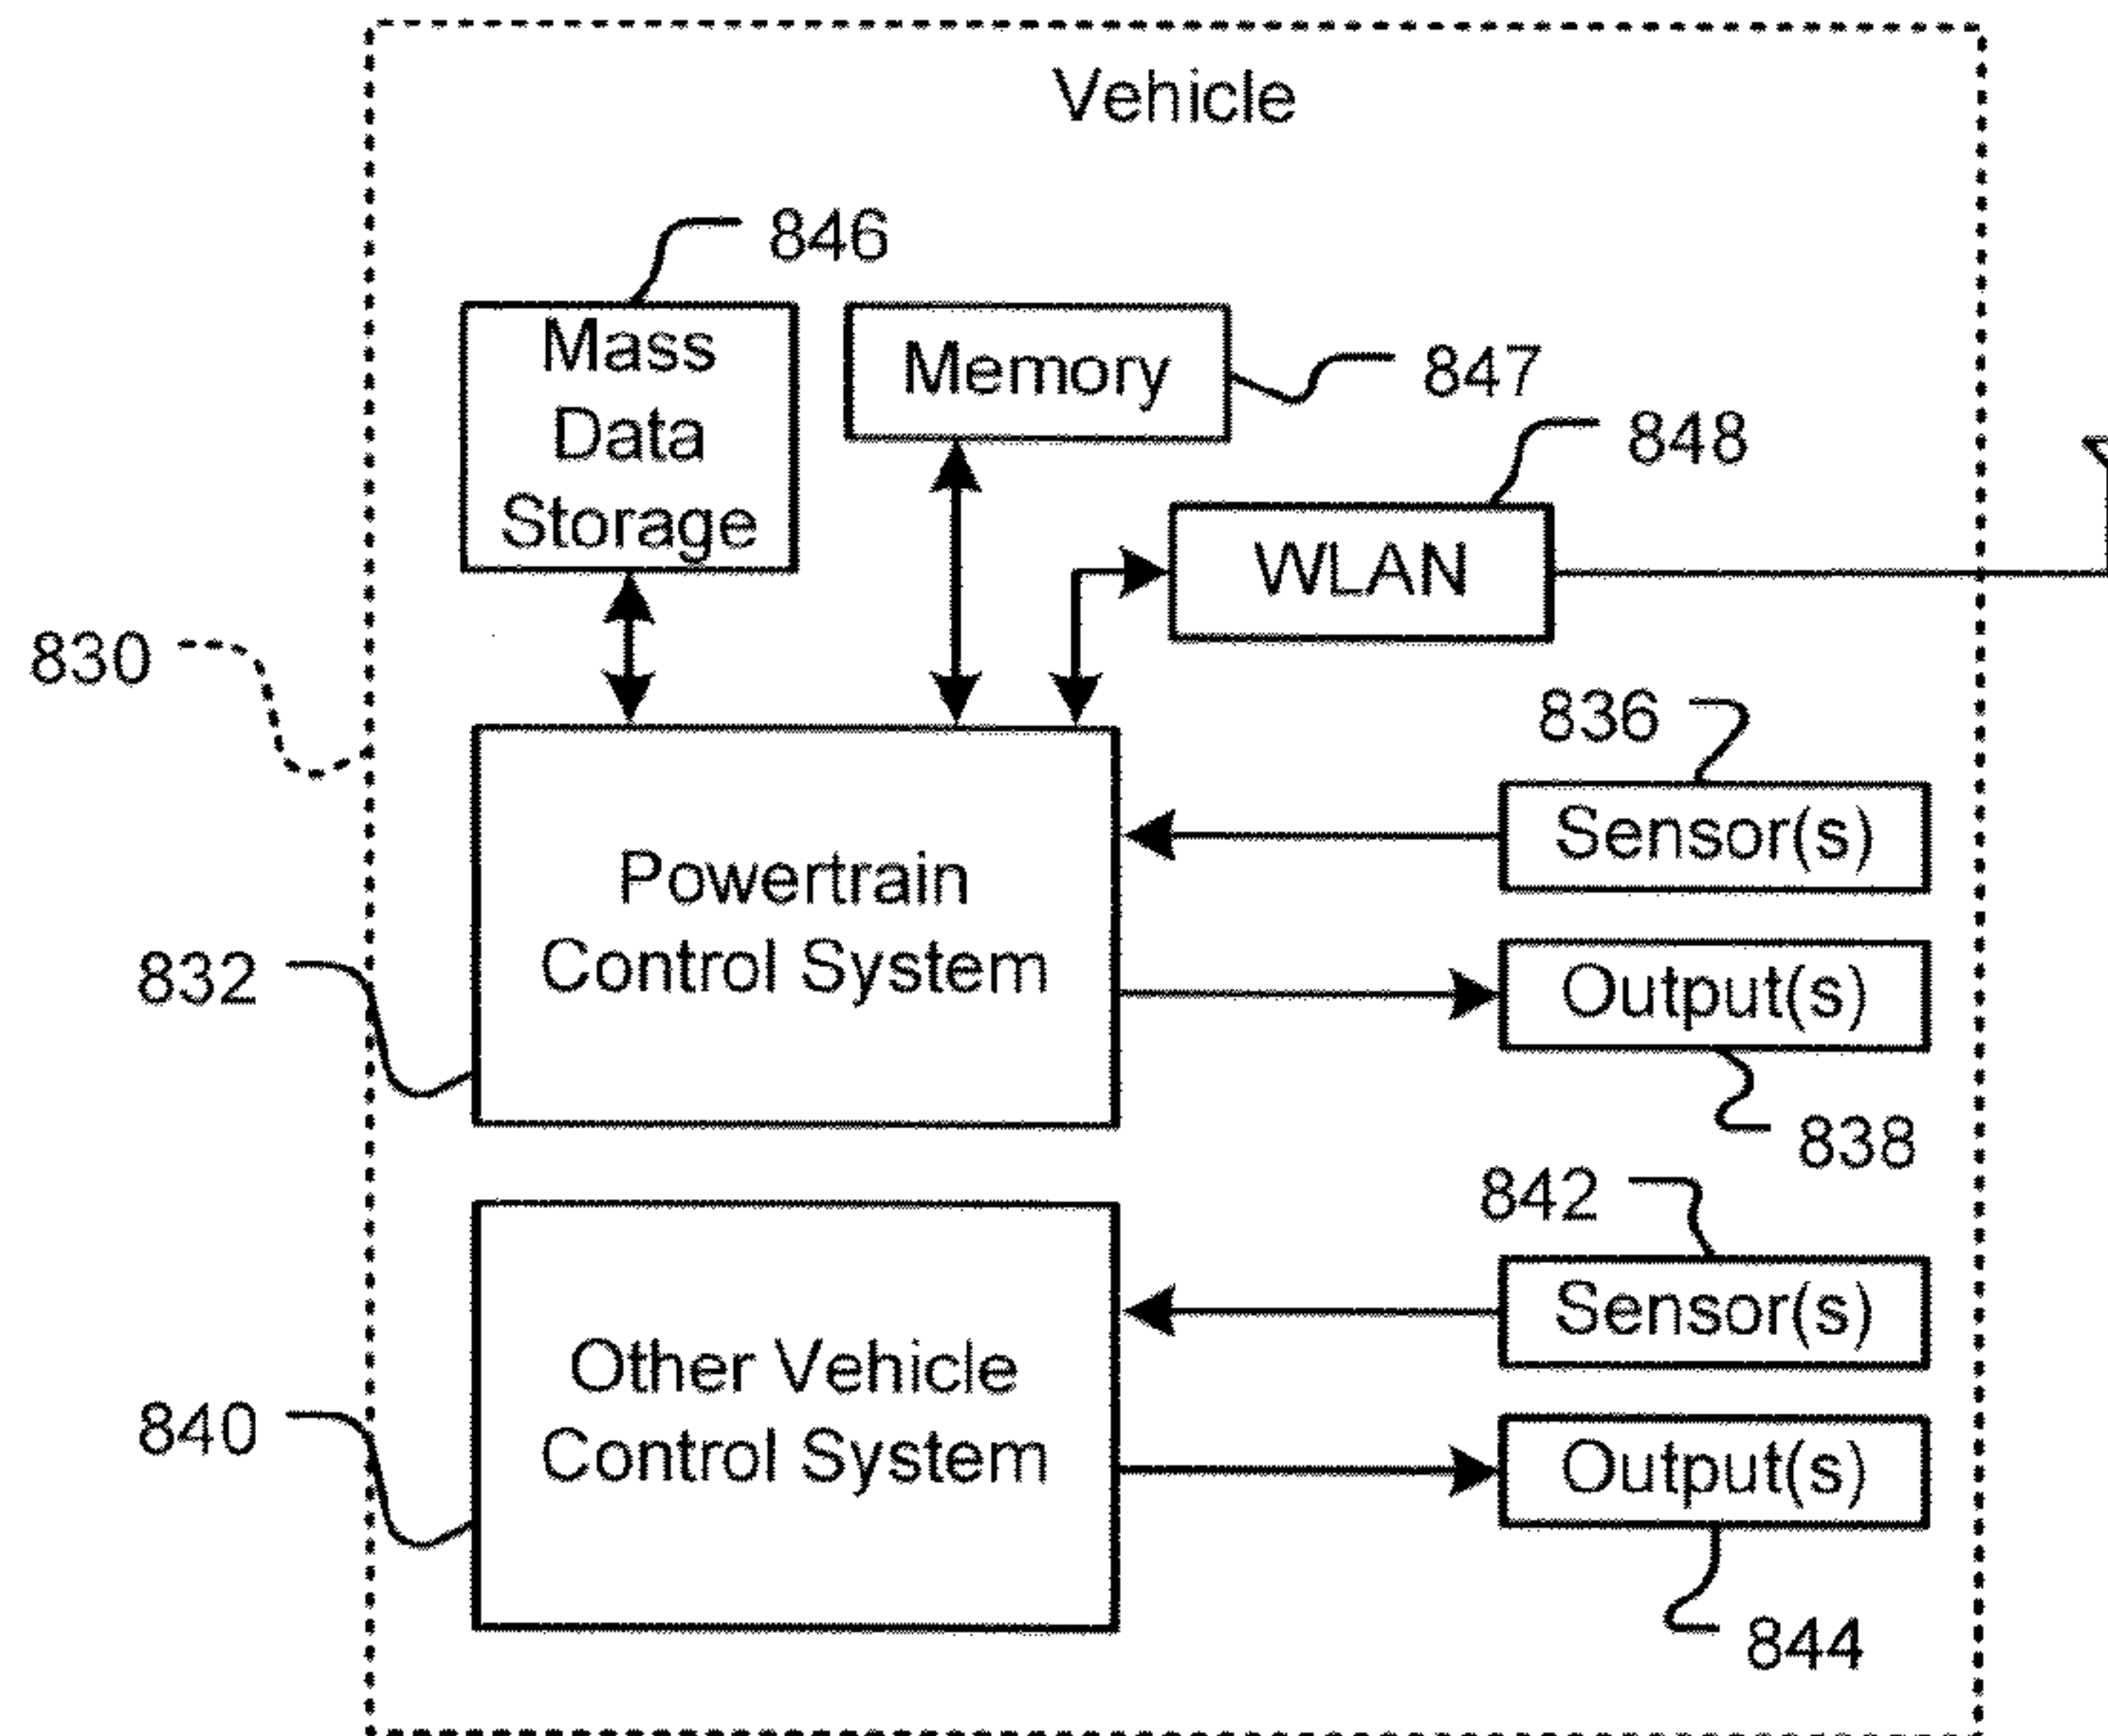 Vehicle
846
Mass
Data
Storage
Memory
847
848
WLAN
830
836
Sensor(s)
Powertrain
Control System
832
Output(s)
838
842
Sensor(s)
Other Vehicle
Control System
840
Output(s)
844